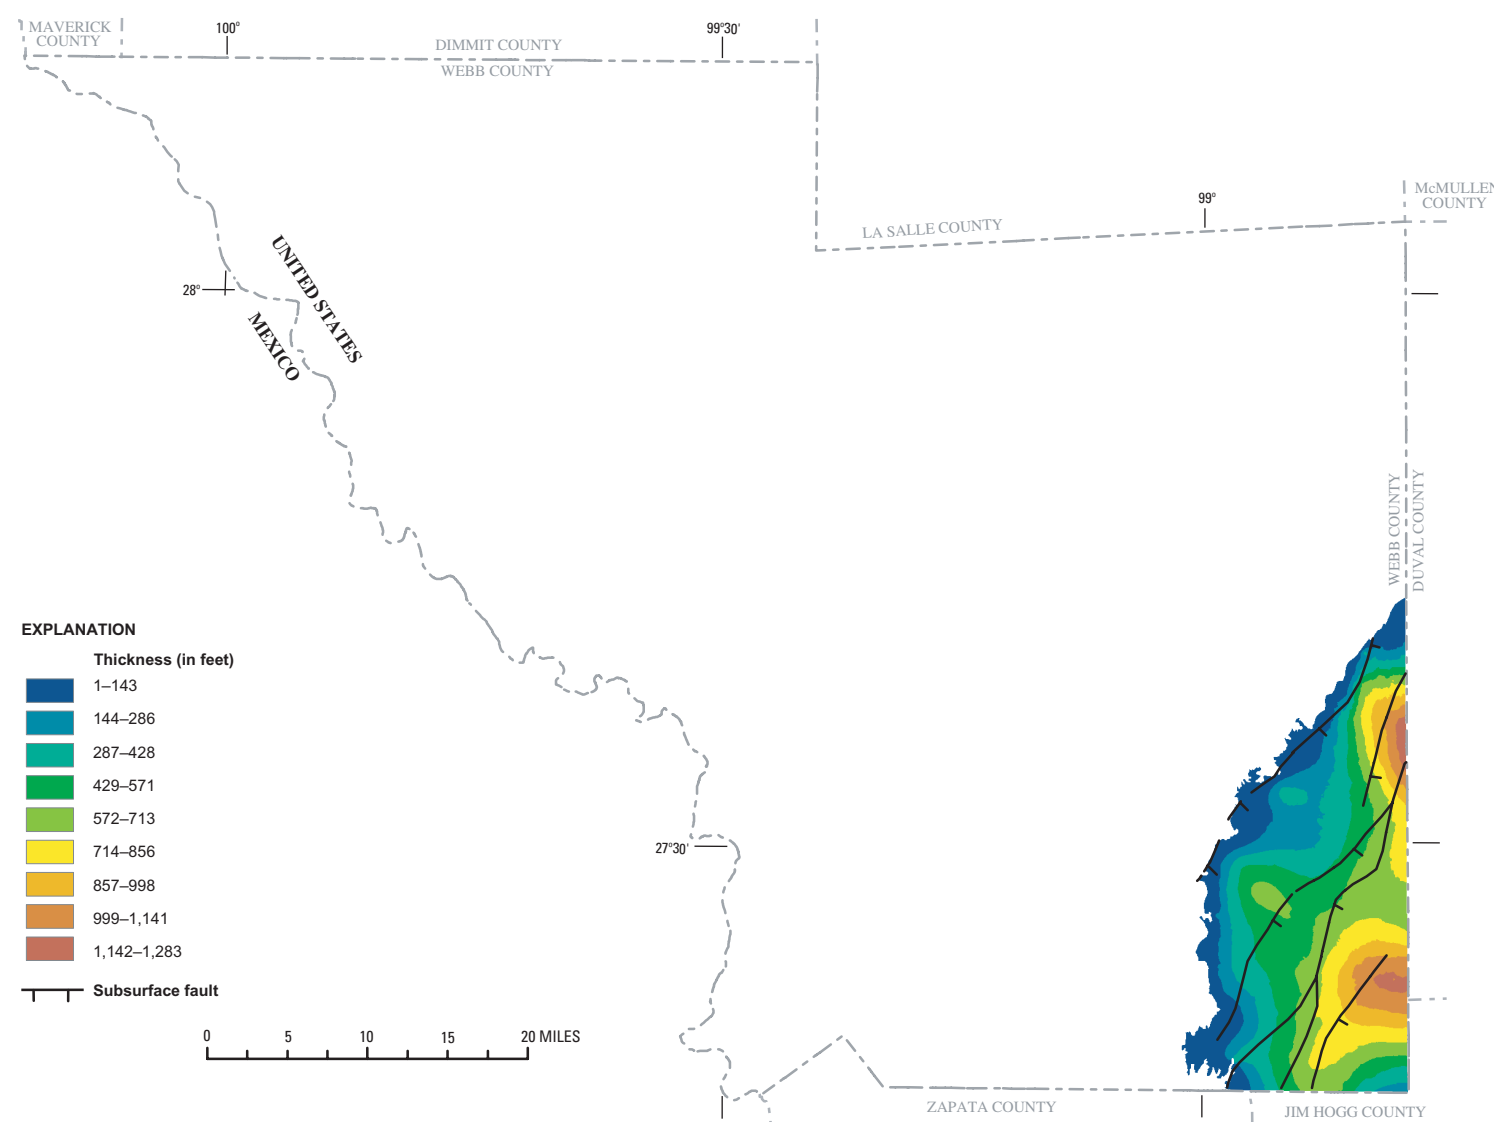 MAVERICK
COUNTY
100°
99°30'
DIMMIT COUNTY
WEBB COUNTY
McMULLEN
COUNTY
99°
LA SALLE COUNTY
UNITED STATES
MEXICO
28°
WEBB COUNTY
DUVAL COUNTY
EXPLANATION
Thickness (in feet)
1–143
144–286
287–428
429–571
572–713
714–856
857–998
999–1,141
1,142–1,283
Subsurface fault
27°30'
0 5 10 15 20 MILES
ZAPATA COUNTY
JIM HOGG COUNTY